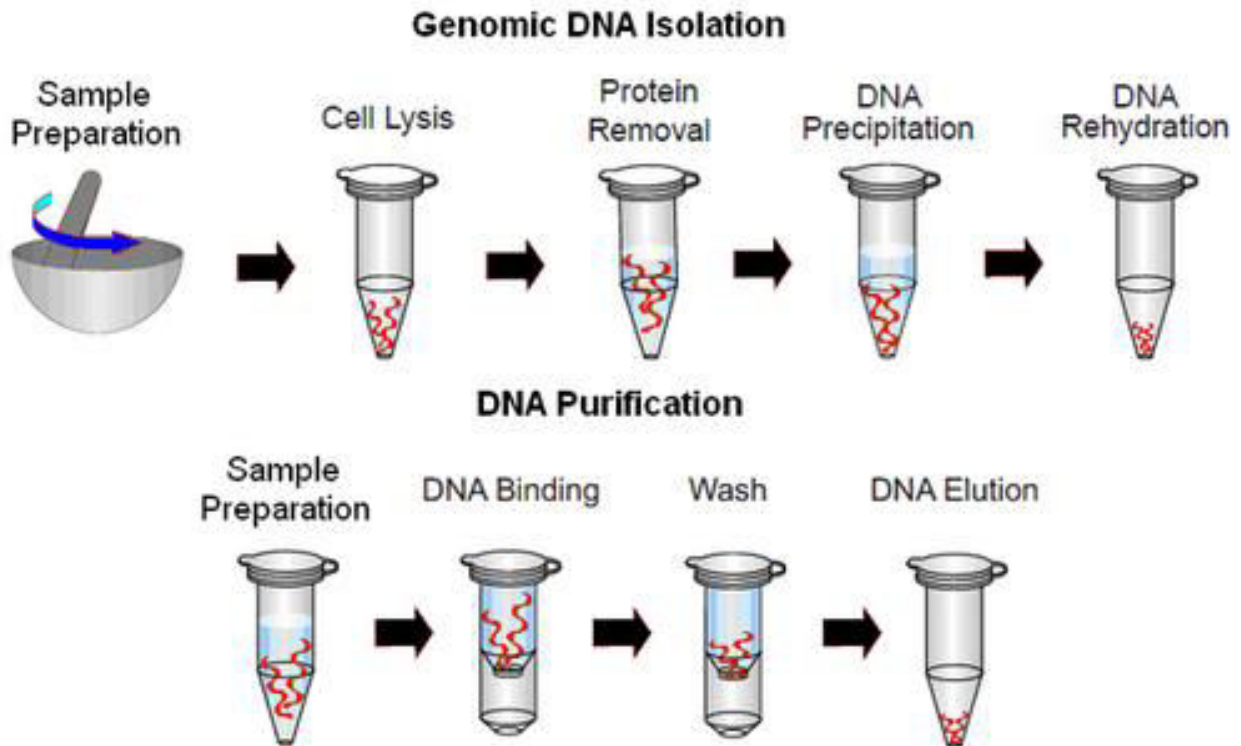 Genomic DNA Isolation
Sample
Preparation
Cell Lysis
Protein
Removal
DNA
Precipitation
DNA
Rehydration
DNA Purification
Sample
Preparation
DNA Binding
Wash
DNA Elution